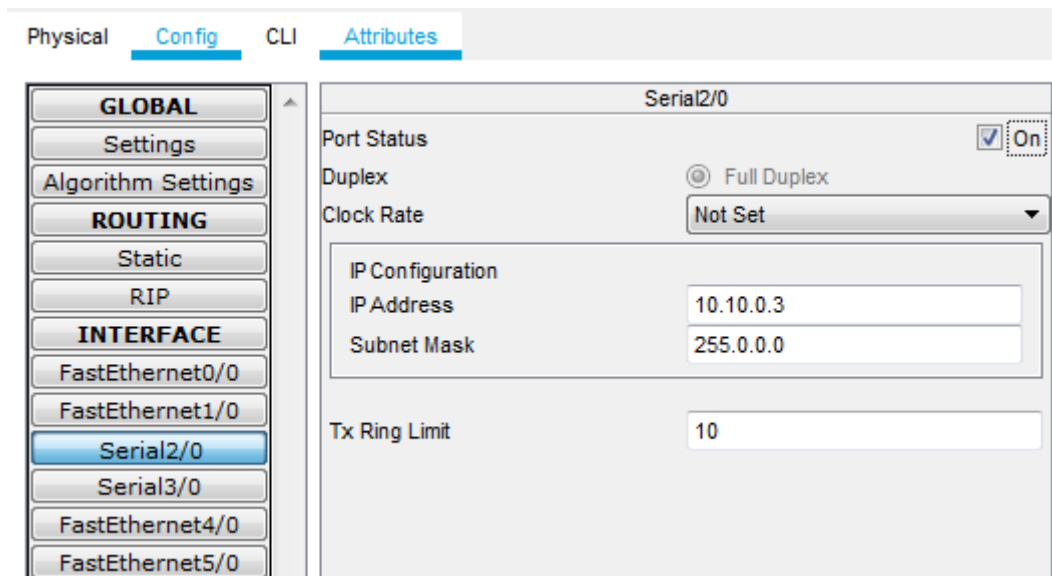 Physical Config CLI Attributes
GLOBAL
Settings
Algorithm Settings
ROUTING
Static
RIP
INTERFACE
FastEthernet0/0
FastEthernet1/0
Serial2/0
Serial3/0
FastEthernet4/0
FastEthernet5/0
Serial2/0
Port Status On
Duplex Full Duplex
Clock Rate Not Set
IP Configuration
IP Address 10.10.0.3
Subnet Mask 255.0.0.0
Tx Ring Limit 10